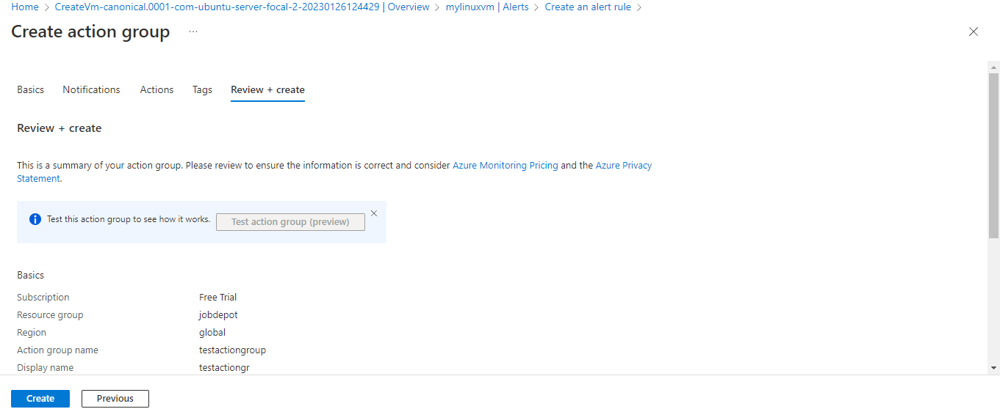 Home > CreateVm-canonical.0001-com-ubuntu-server-focal-2-20230126124429 | Overview > mylinuxvm | Alerts > Create an alert rule >
Create action group ...
Basics Notifications Actions Tags Review + create
Review + create
This is a summary of your action group. Please review to ensure the information is correct and consider Azure Monitoring Pricing and the Azure Privacy
Statement.
Test this action group to see how it works. Test action group (preview)
Basics
Subscription Free Trial
Resource group jobdepot
Region global
Action group name testactiongroup
Display name testactiongr
Create Previous